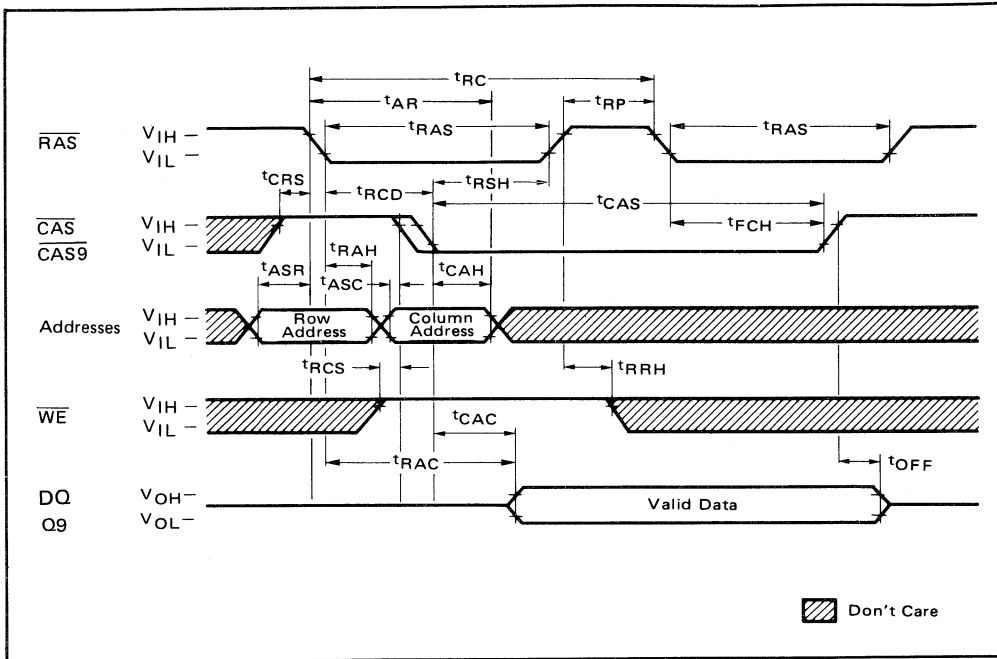 tRC
tAR
tRP
RAS
VIH
VIL
tRAS
tRAS
tCRS
tRCD
tRSH
tCAS
CAS
CAS9
VIH
VIL
tFCH
tRAH
tASR
tASC
tCAH
Addresses
VIH
VIL
Row
Address
Column
Address
tRCS
tRRH
WE
VIH
VIL
tCAC
tRAC
tOFF
DQ
Q9
VOH
VOL
Valid Data
Don't Care